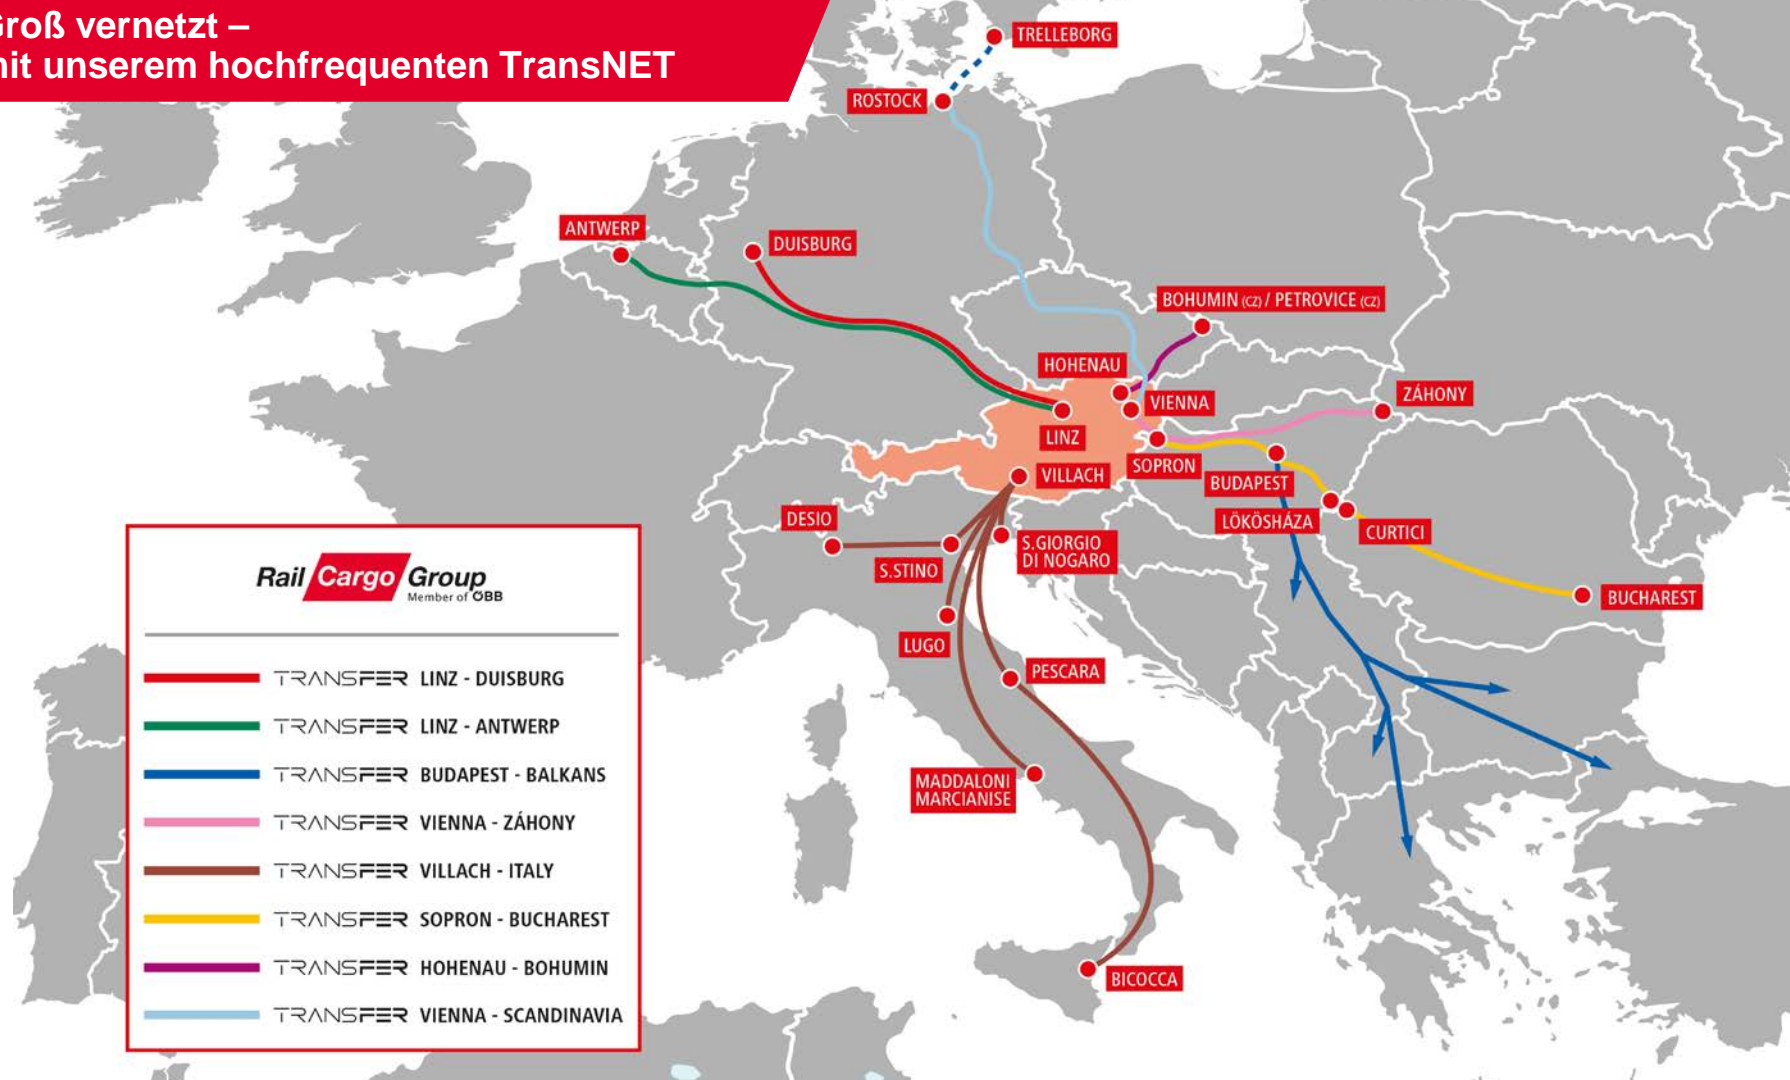 Groß vernetzt –
mit unserem hochfrequenten TransNET
TRELLEBORG
ROSTOCK
ANTWERP
DUISBURG
BOHUMIN (CZ) / PETROVICE (CZ)
HOHENAU
VIENNA
ZÁHONY
LINZ
SOPRON
VILLACH
BUDAPEST
DESIO
LÖKÖSHÁZA
CURTICI
S.STINO
S.GIORGIO
DI NOGARO
BUCHAREST
LUGO
PESCARA
MADDALONI
MARCIANISE
BICOCCA
Rail Cargo Group
Member of ÖBB
TRANSFER LINZ - DUISBURG
TRANSFER LINZ - ANTWERP
TRANSFER BUDAPEST - BALKANS
TRANSFER VIENNA - ZÁHONY
TRANSFER VILLACH - ITALY
TRANSFER SOPRON - BUCHAREST
TRANSFER HOHENAU - BOHUMIN
TRANSFER VIENNA - SCANDINAVIA